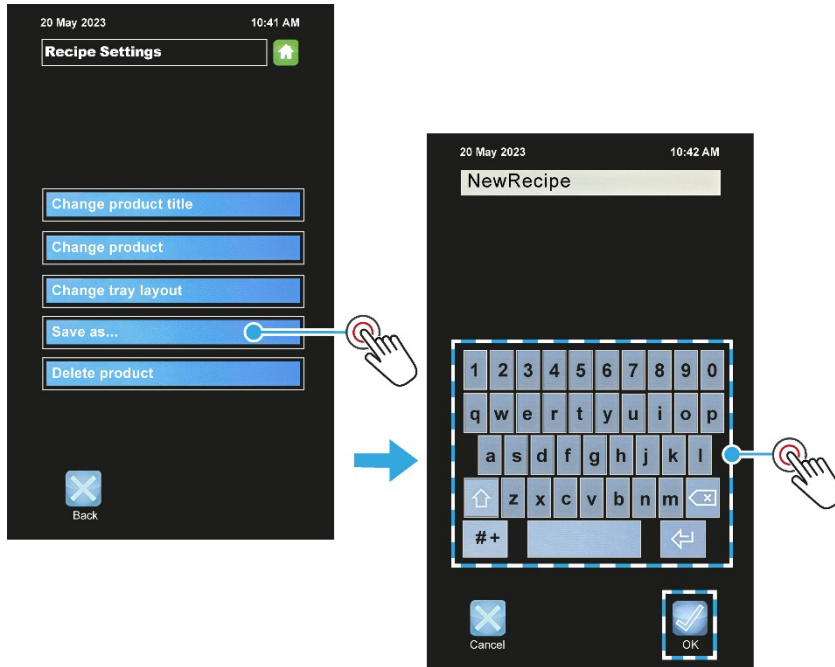 20 May 2023 10:41 AM
Recipe Settings
Change product title
Change product
Change tray layout
Save as...
Delete product
Back
20 May 2023 10:42 AM
NewRecipe
1 2 3 4 5 6 7 8 9 0
q w e r t y u i o p
a s d f g h j k l
z x c v b n m
#+
Cancel OK